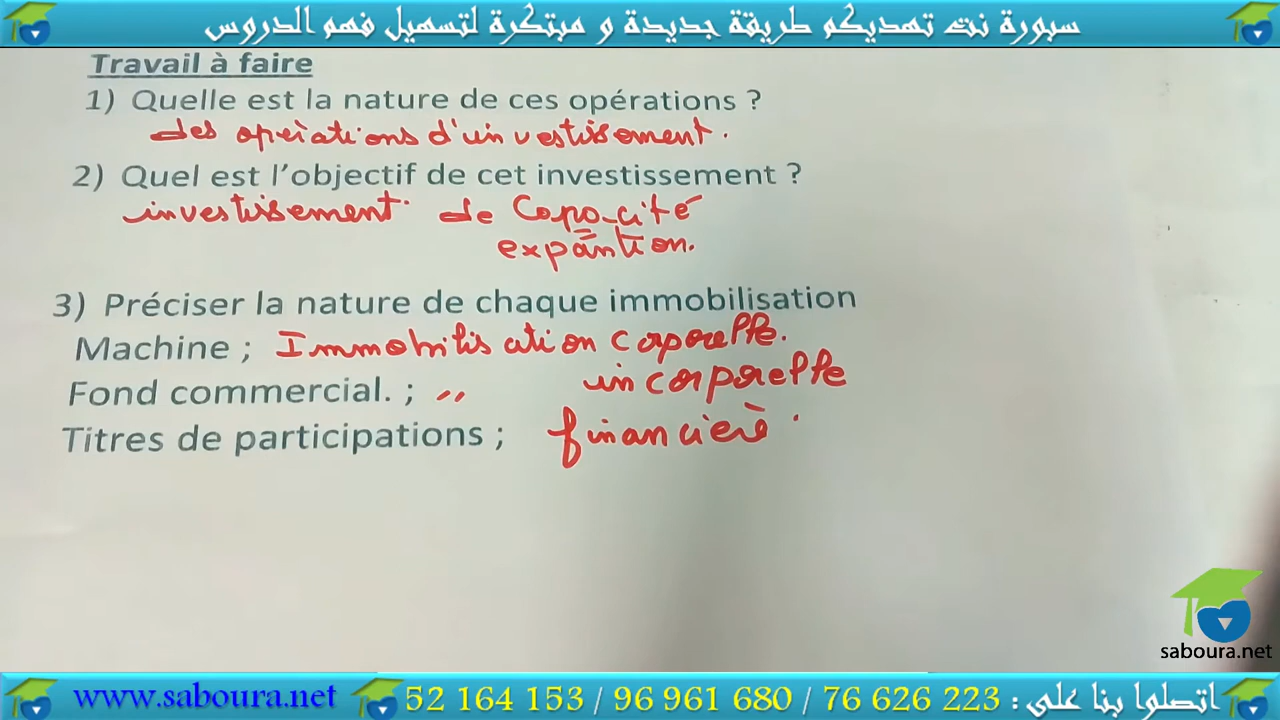 سبورة نت تهديكم طريقة جديدة و مبتكرة لتسهيل فهم الدروس
Travail à faire
1) Quelle est la nature de ces opérations ?
des opèrations d'investissement.
2) Quel est l'objectif de cet investissement ?
investissement de Capacité
expantion.
3) Préciser la nature de chaque immobilisation
Machine ; Immobilisation corporelle.
Fond commercial. ; ,, incorporelle
Titres de participations ; financierè
saboura.net
www.saboura.net 52 164 153 / 96 961 680 / 76 626 223 اتصلوا بنا على :